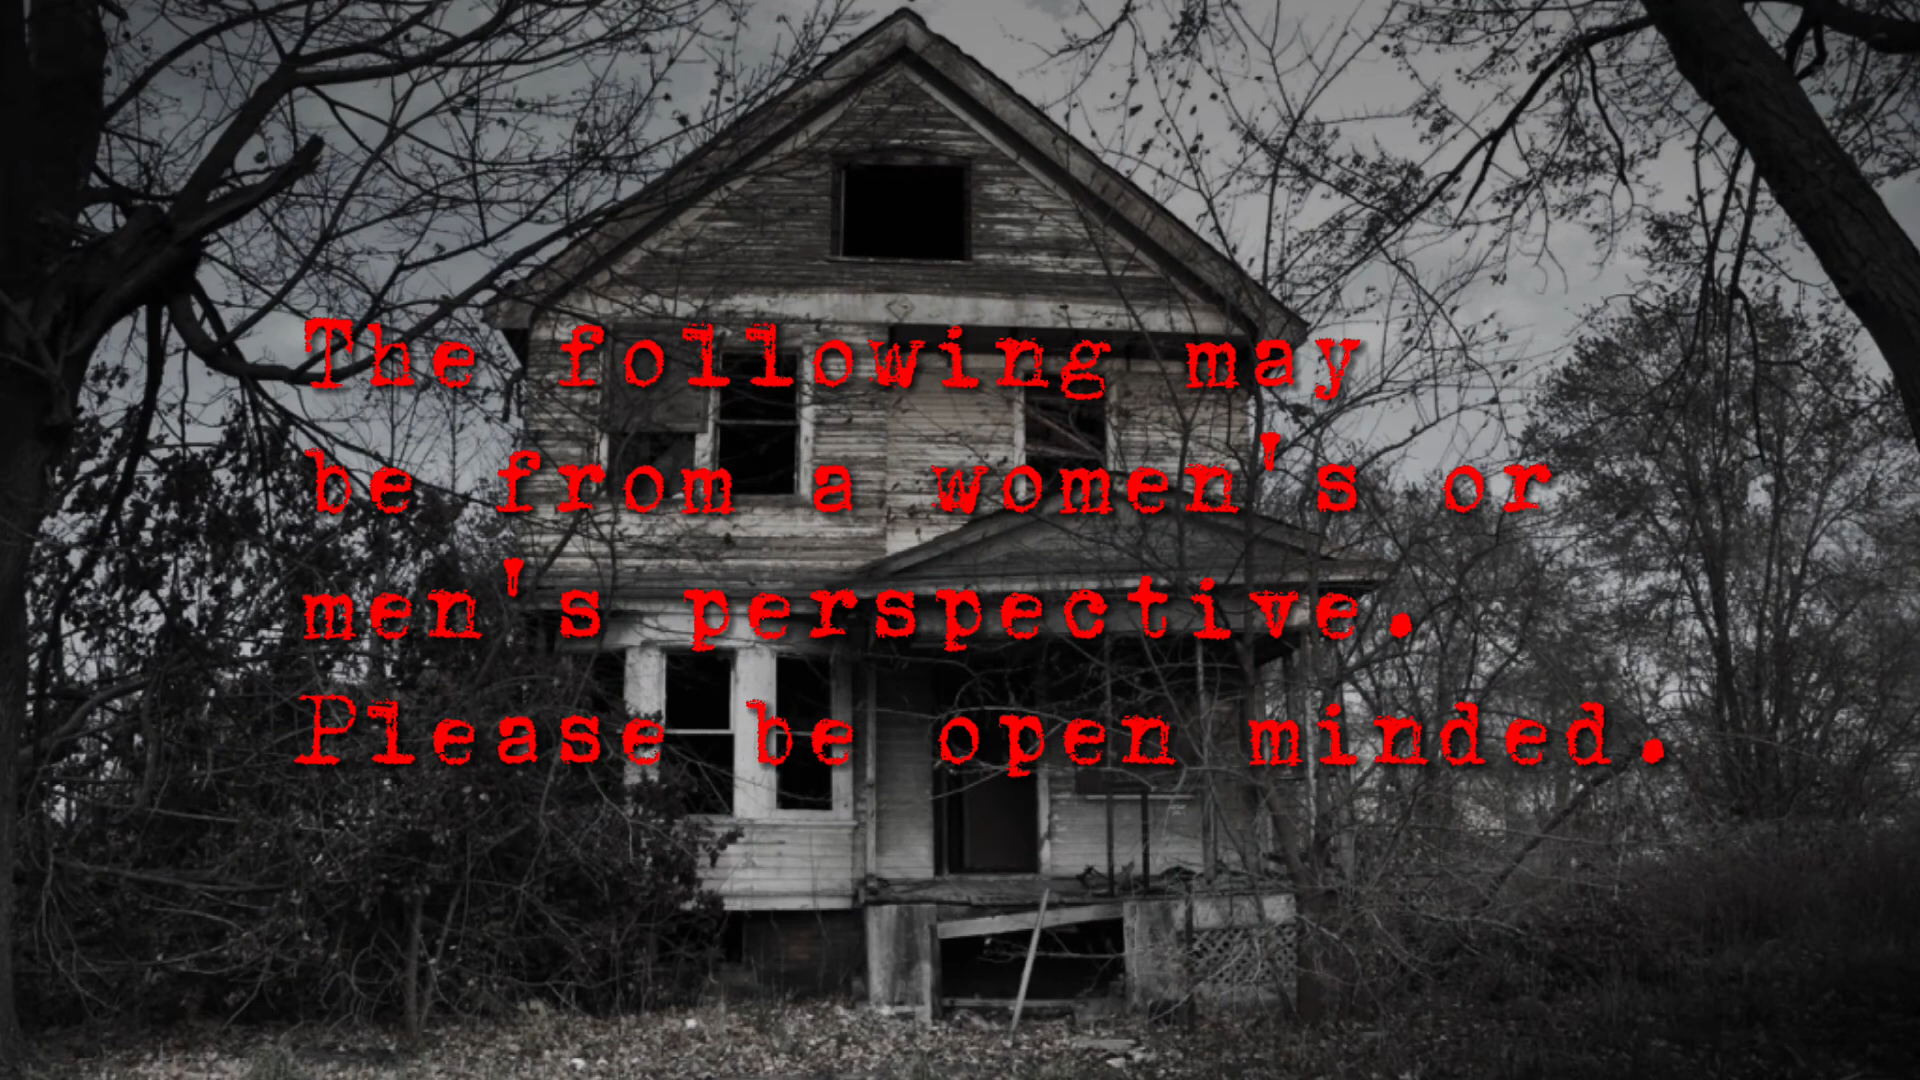 The following may
be from a women's or
men's perspective.
Please be open minded.